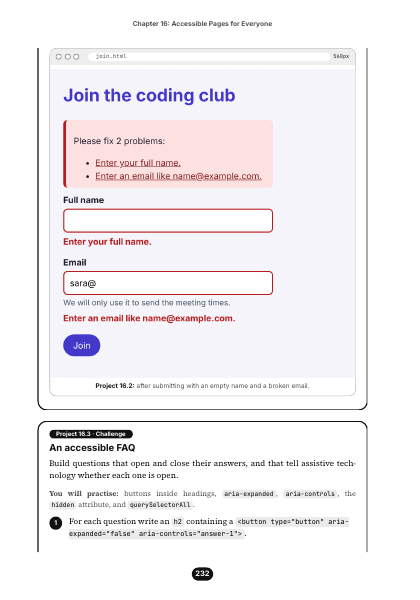 Chapter 16: Accessible Pages for Everyone
join.html
560px
Join the coding club
Please fix 2 problems:
• Enter your full name.
• Enter an email like name@example.com.
Full name
Enter your full name.
Email
sara@
We will only use it to send the meeting times.
Enter an email like name@example.com.
Join
Project 16.2: after submitting with an empty name and a broken email.
Project 16.3 · Challenge
An accessible FAQ
Build questions that open and close their answers, and that tell assistive tech-
nology whether each one is open.
You will practise: buttons inside headings, aria-expanded, aria-controls, the
hidden attribute, and querySelectorAll.
1 For each question write an h2 containing a <button type="button" aria-
expanded="false" aria-controls="answer-1">.
232